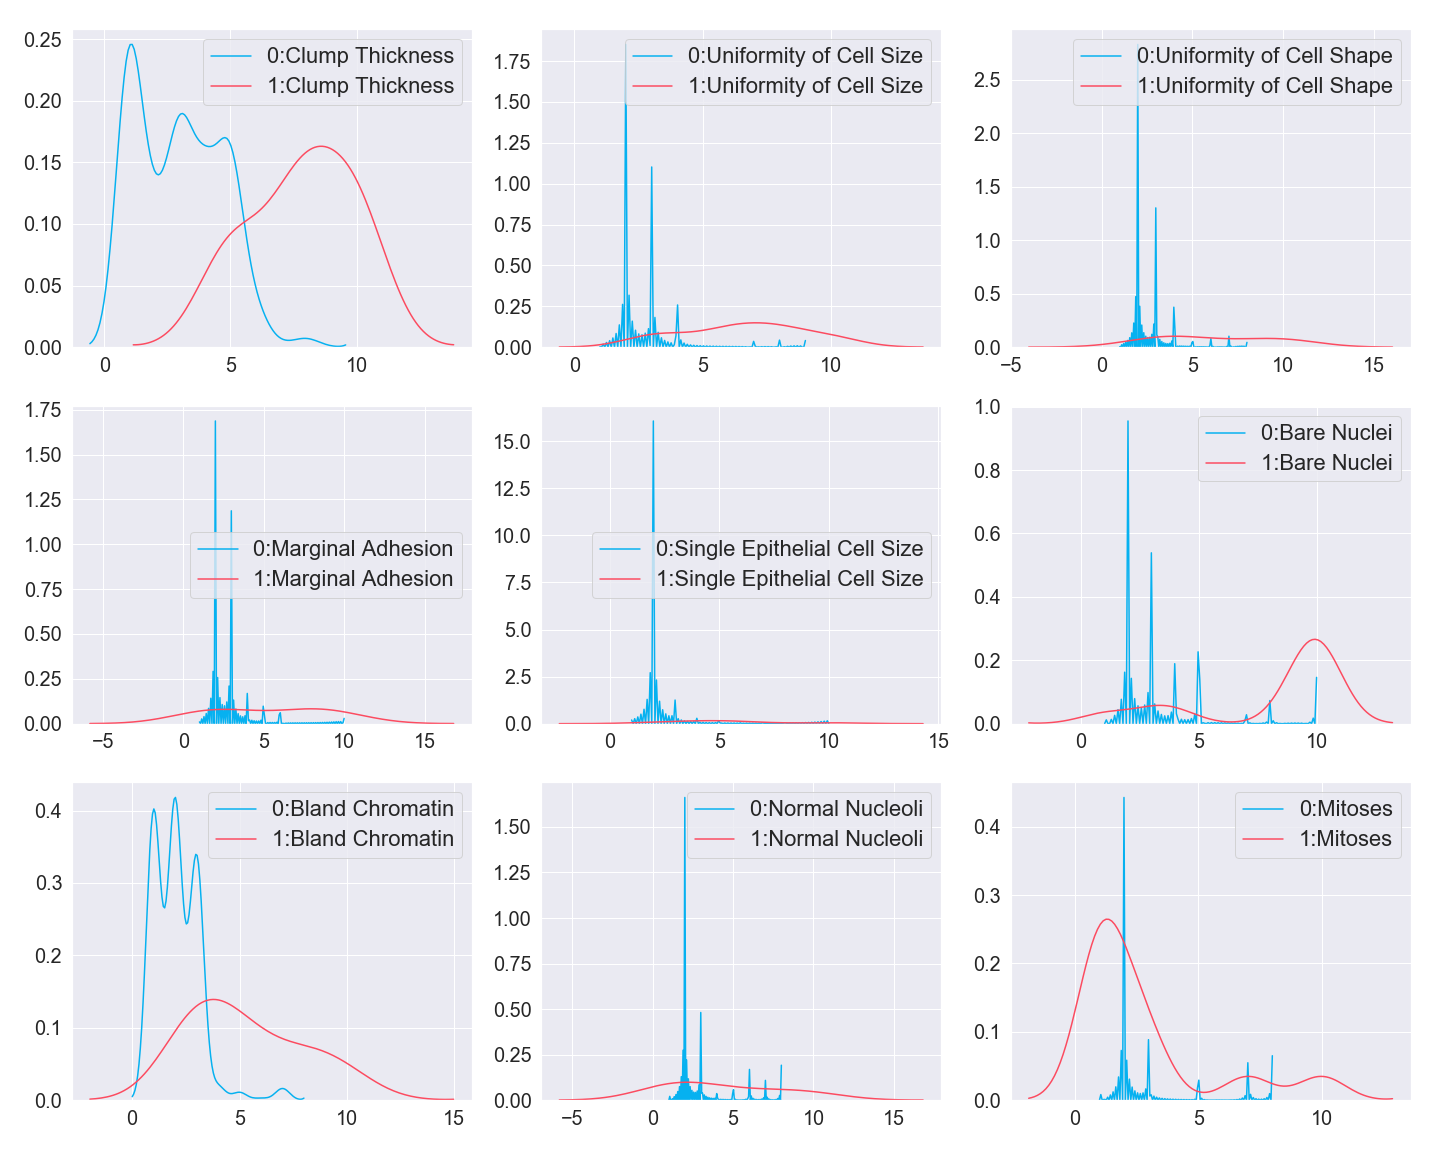 0:Clump Thickness
1:Clump Thickness
0.25
0.20
0.15
0.10
0.05
0.00
0 5 10
0:Uniformity of Cell Size
1:Uniformity of Cell Size
1.75
1.50
1.25
1.00
0.75
0.50
0.25
0.00
0 5 10
0:Uniformity of Cell Shape
1:Uniformity of Cell Shape
2.5
2.0
1.5
1.0
0.5
0.0
−5 0 5 10 15
0:Marginal Adhesion
1:Marginal Adhesion
1.75
1.50
1.25
1.00
0.75
0.50
0.25
0.00
−5 0 5 10 15
0:Single Epithelial Cell Size
1:Single Epithelial Cell Size
15.0
12.5
10.0
7.5
5.0
2.5
0.0
0 5 10 15
0:Bare Nuclei
1:Bare Nuclei
1.0
0.8
0.6
0.4
0.2
0.0
0 5 10
0:Bland Chromatin
1:Bland Chromatin
0.4
0.3
0.2
0.1
0.0
0 5 10 15
0:Normal Nucleoli
1:Normal Nucleoli
1.50
1.25
1.00
0.75
0.50
0.25
0.00
−5 0 5 10 15
0:Mitoses
1:Mitoses
0.4
0.3
0.2
0.1
0.0
0 5 10